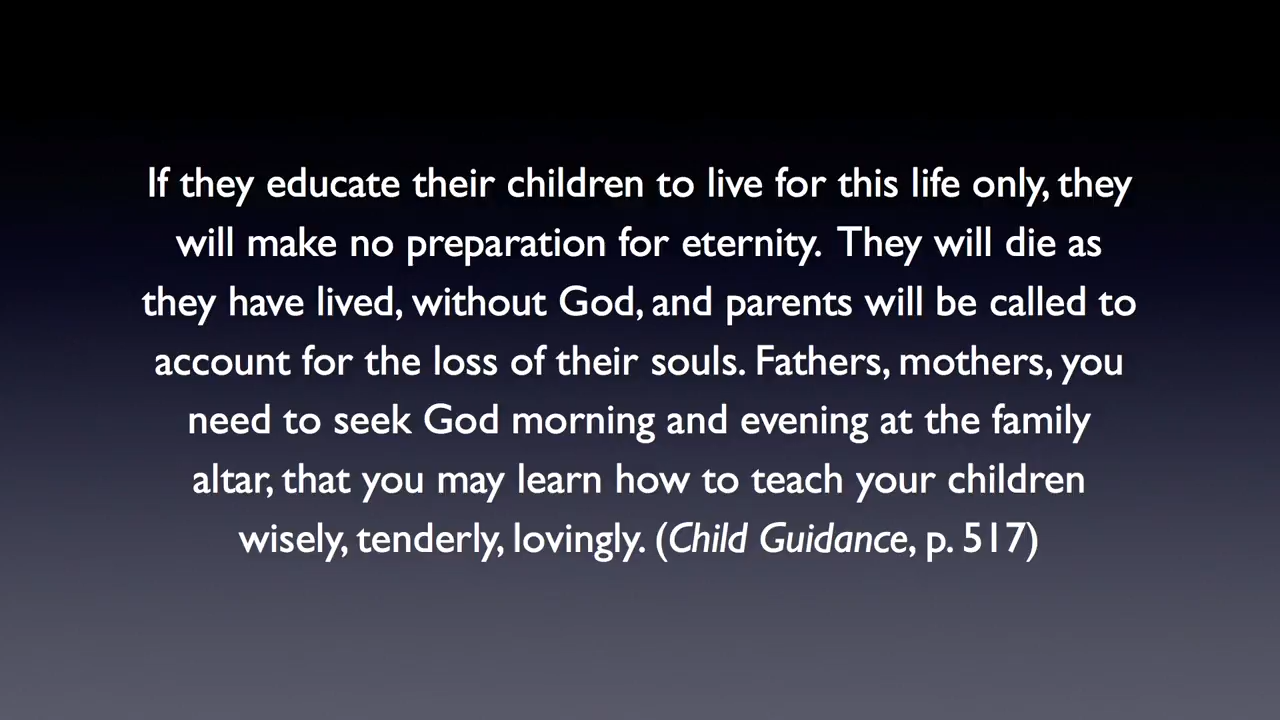 If they educate their children to live for this life only, they
will make no preparation for eternity.  They will die as
they have lived, without God, and parents will be called to
account for the loss of their souls. Fathers, mothers, you
need to seek God morning and evening at the family
altar, that you may learn how to teach your children
wisely, tenderly, lovingly. (Child Guidance, p. 517)